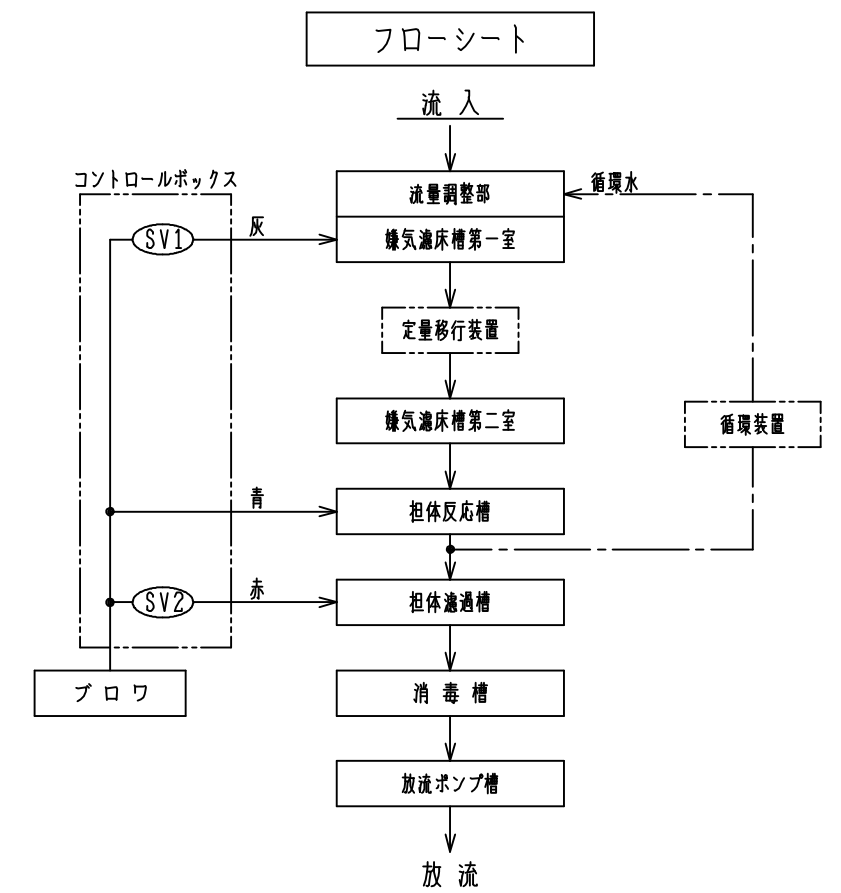 フローシート
流入
コントロールボックス
流量調整部
循環水
SV1
灰
嫌気濾床槽第一室
定量移行装置
嫌気濾床槽第二室
循環装置
青
担体反応槽
SV2
赤
担体濾過槽
ブロワ
消毒槽
放流ポンプ槽
放流